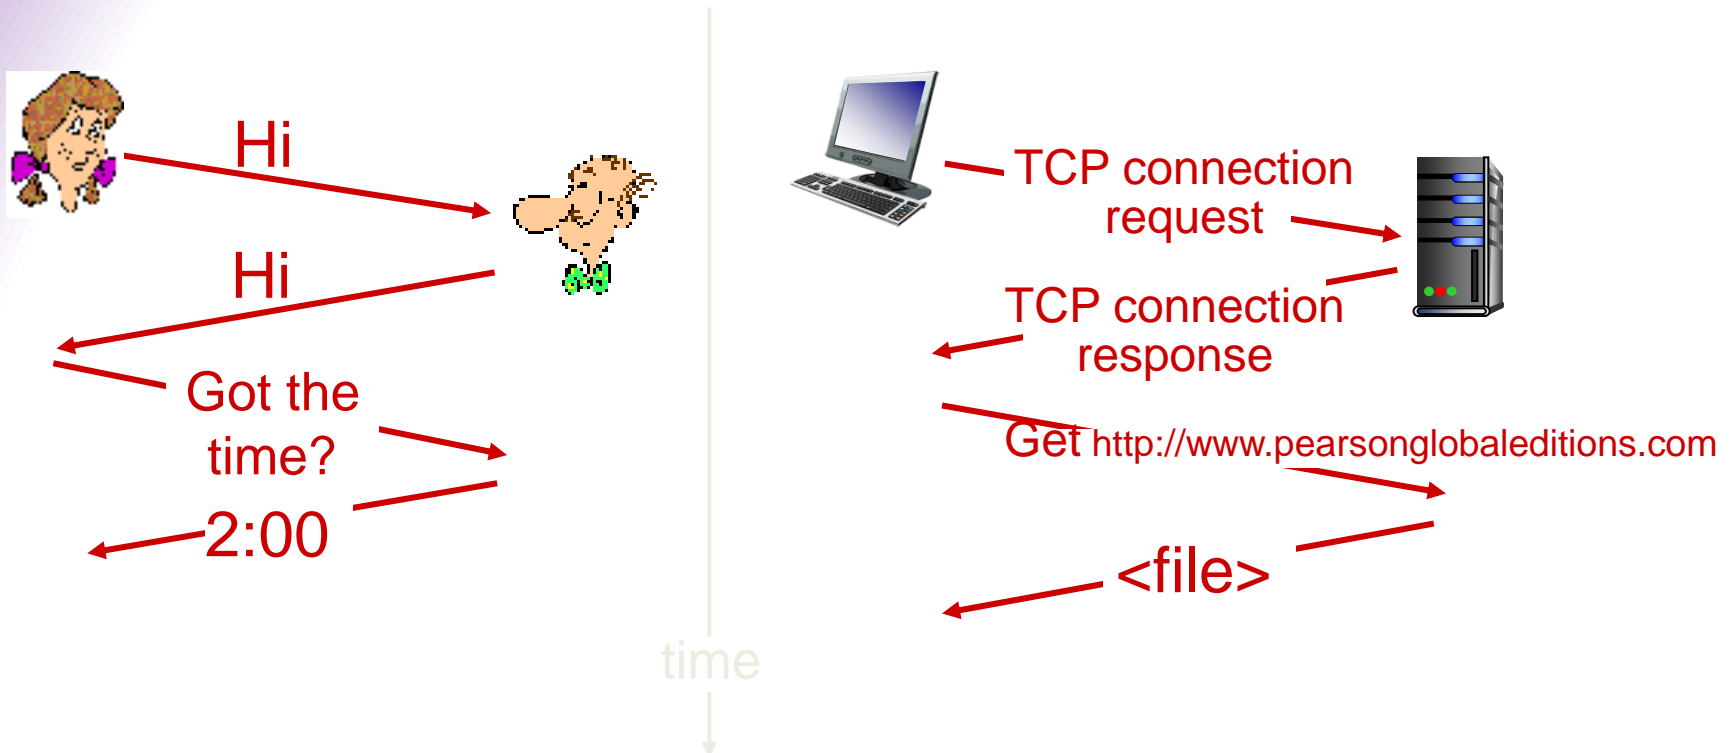 Hi
Hi
Got the
time?
2:00
TCP connection
request
TCP connection
response
Get http://www.pearsonglobaleditions.com
<file>
time